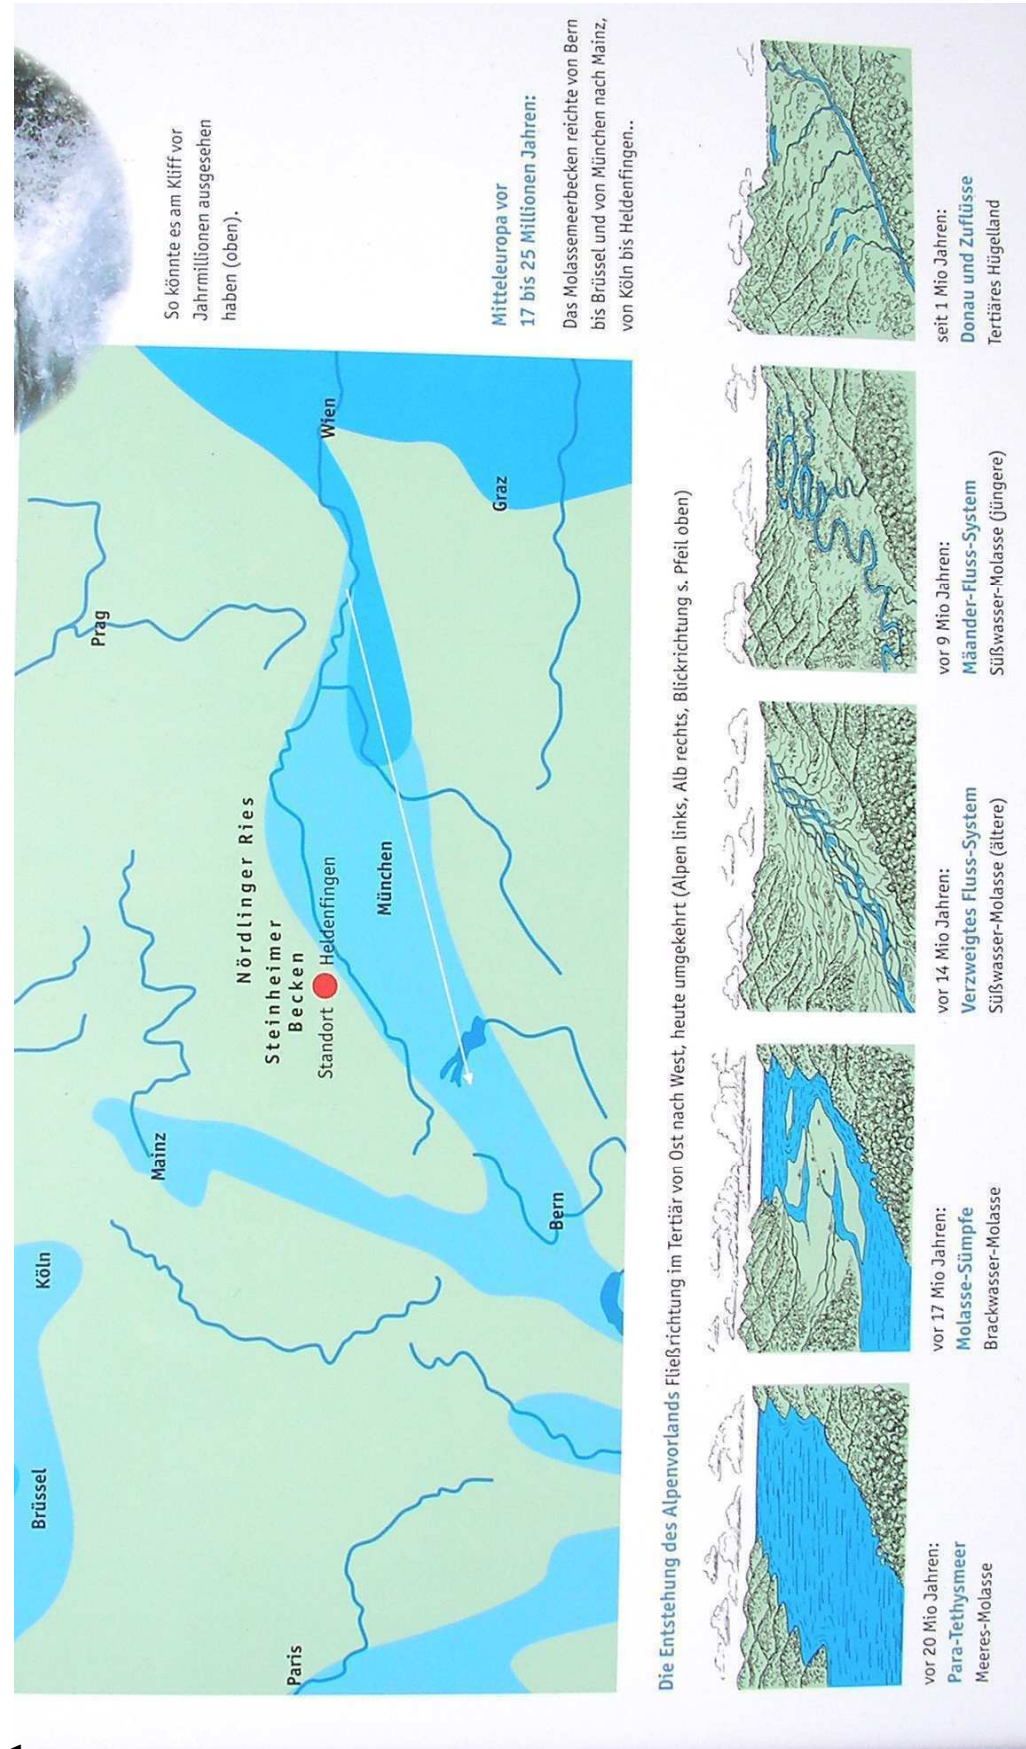 So könnte es am Kliff vor
Jahrmillionen ausgesehen
haben (oben).
Mitteleuropa vor
17 bis 25 Millionen Jahren:
Das Molassemeerbecken reichte von Bern
bis Brüssel und von München nach Mainz,
von Köln bis Heldenfingen..
Brüssel
Köln
Prag
Mainz
Paris
Nördlinger Ries
Steinheimer
Becken
Standort
Heldenfingen
Wien
München
Graz
Bern
Die Entstehung des Alpenvorlands Fließrichtung im Tertiär von Ost nach West, heute umgekehrt (Alpen links, Alb rechts, Blickrichtung s. Pfeil oben)
vor 20 Mio Jahren:
Para-Tethysmeer
Meeres-Molasse
vor 17 Mio Jahren:
Molasse-Sümpfe
Brackwasser-Molasse
vor 14 Mio Jahren:
Verzweigtes Fluss-System
Süßwasser-Molasse (ältere)
vor 9 Mio Jahren:
Mäander-Fluss-System
Süßwasser-Molasse (jüngere)
seit 1 Mio Jahren:
Donau und Zuflüsse
Tertiäres Hügelland